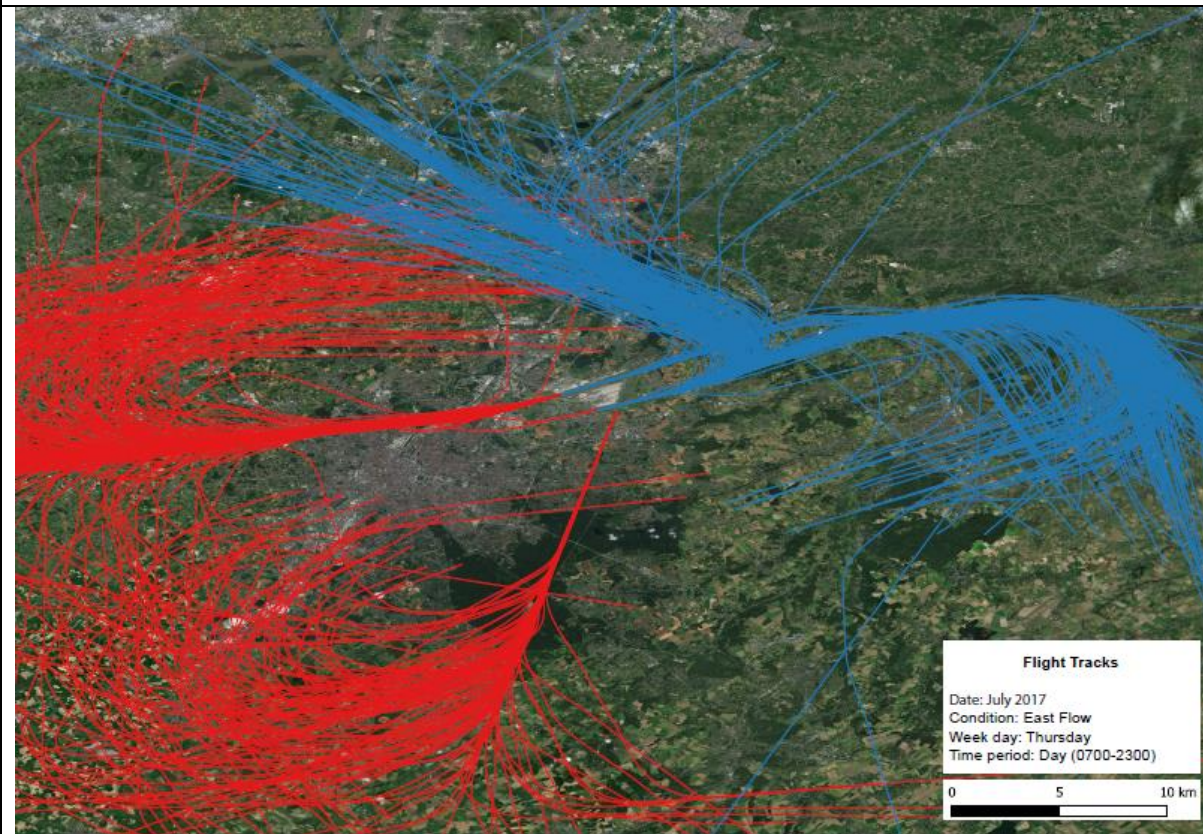 Flight Tracks
Date: July 2017
Condition: East Flow
Week day: Thursday
Time period: Day (0700-2300)
0 5 10 km